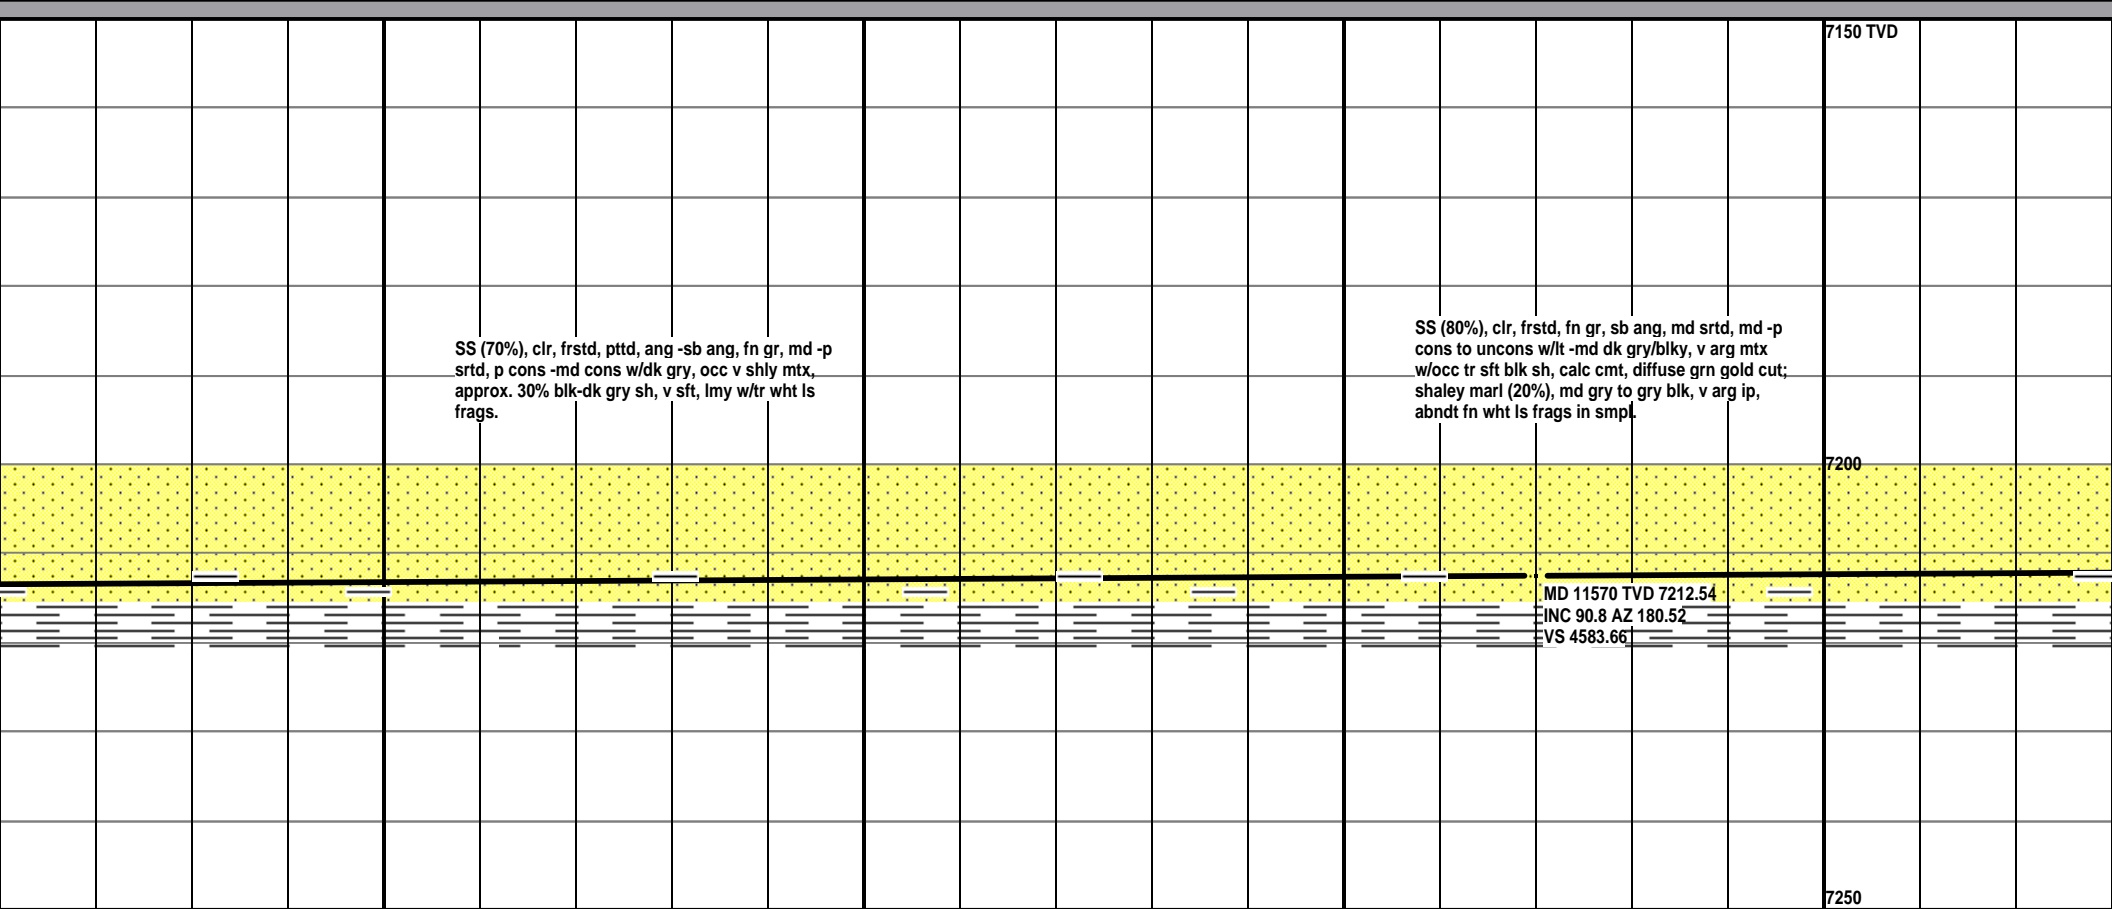 7150 TVD
SS (70%), clr, frstd, pttd, ang -sb ang, fn gr, md -p
srtd, p cons -md cons w/dk gry, occ v shly mtx,
approx. 30% blk-dk gry sh, v sft, lmy w/tr wht ls
frags.
SS (80%), clr, frstd, fn gr, sb ang, md srtd, md -p
cons to uncons w/lt -md dk gry/blky, v arg mtx
w/occ tr sft blk sh, calc cmt, diffuse grn gold cut;
shaley marl (20%), md gry to gry blk, v arg ip,
abndt fn wht ls frags in smpl.
7200
MD 11570 TVD 7212.54
INC 90.8 AZ 180.52
VS 4583.66
7250